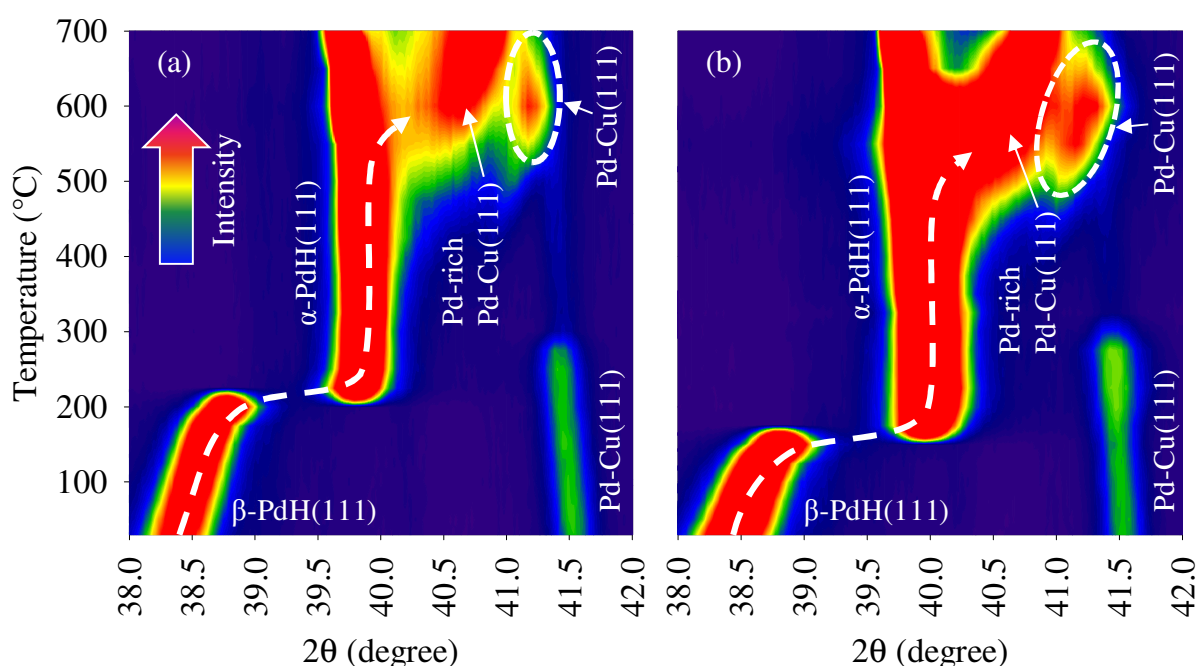 (a)
(b)
Temperature (°C)
700
600
500
400
300
200
100
Intensity
α-PdH(111)
Pd-rich
Pd-Cu(111)
Pd-Cu(111)
Pd-Cu(111)
β-PdH(111)
38.0
38.5
39.0
39.5
40.0
40.5
41.0
41.5
42.0
2θ (degree)
α-PdH(111)
Pd-rich
Pd-Cu(111)
Pd-Cu(111)
Pd-Cu(111)
β-PdH(111)
38.0
38.5
39.0
39.5
40.0
40.5
41.0
41.5
42.0
2θ (degree)